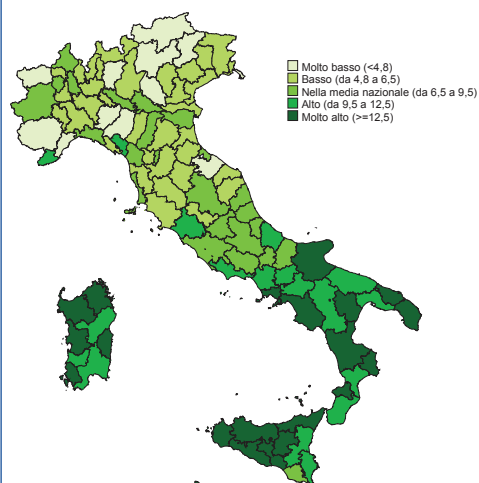 Molto basso (<4,8)
Basso (da 4,8 a 6,5)
Nella media nazionale (da 6,5 a 9,5)
Alto (da 9,5 a 12,5)
Molto alto (>=12,5)